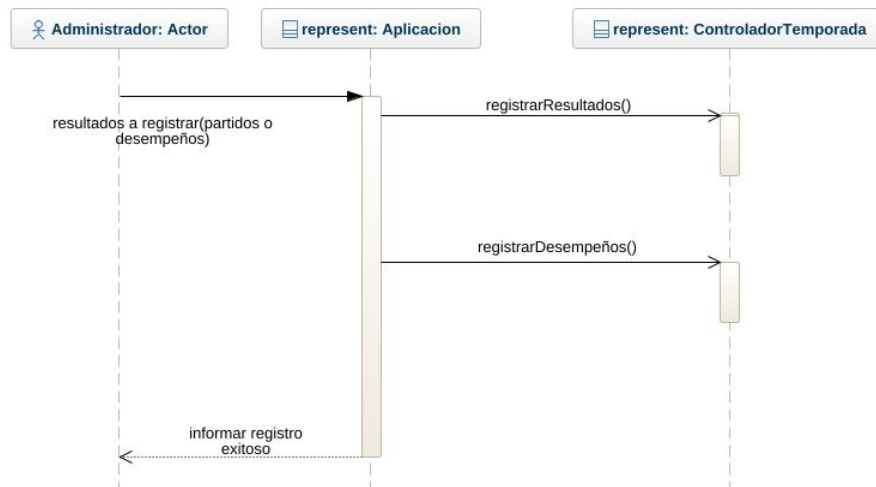 Administrador: Actor
represent: Aplicacion
represent: ControladorTemporada
registrarResultados()
resultados a registrar(partidos o
desempeños)
registrarDesempeños()
informar registro
exitoso